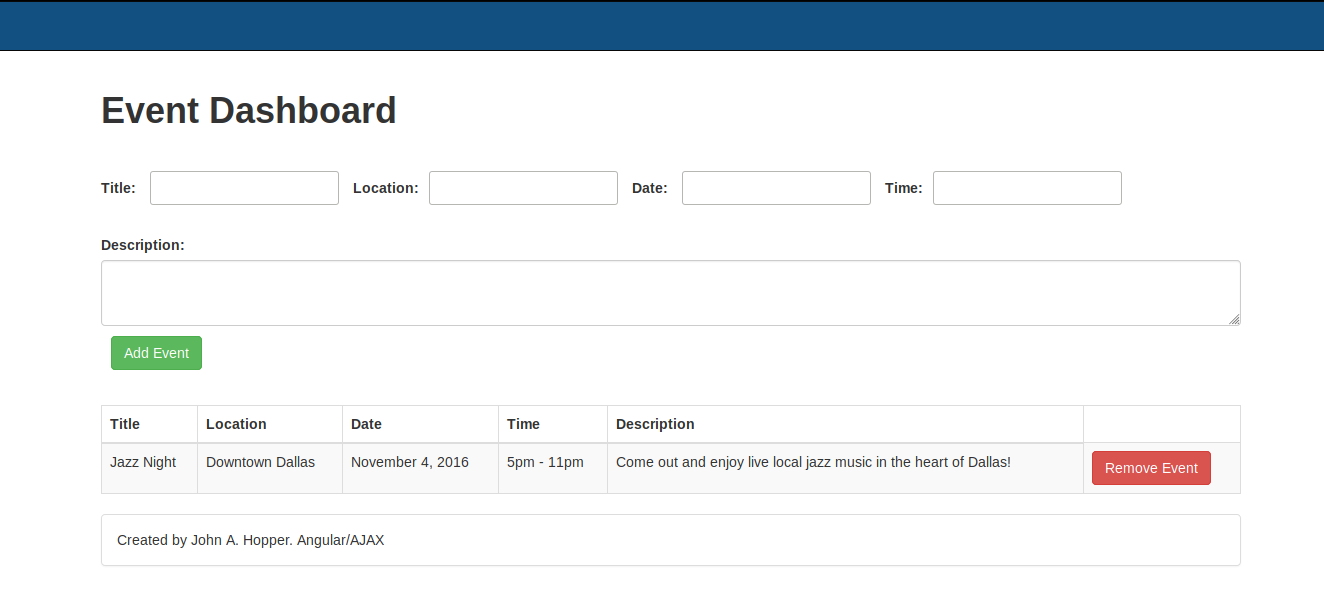 Event Dashboard
Title: Location: Date: Time:
Description:
Add Event
Title Location Date Time Description
Jazz Night Downtown Dallas November 4, 2016 5pm - 11pm Come out and enjoy live local jazz music in the heart of Dallas! Remove Event
Created by John A. Hopper. Angular/AJAX